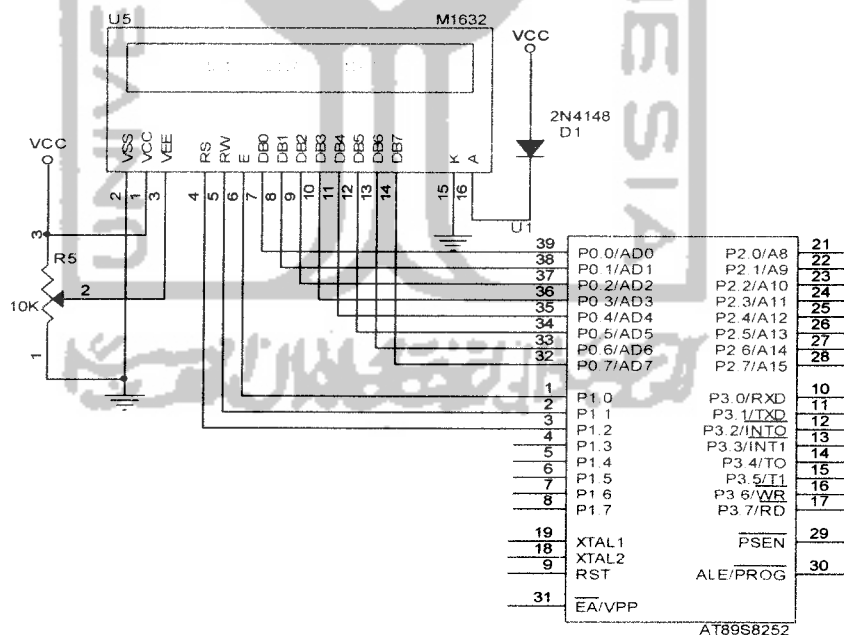 U5
M1632
VSS
VCC
VEE
RS
RW
E
DB0
DB1
DB2
DB3
DB4
DB5
DB6
DB7
K
A
2
1
3
4
5
6
7
8
9
10
11
12
13
14
15
16
VCC
2N4148
D1
VCC
3
R5
2
10K
1
U1
39 P0.0/AD0
38 P0.1/AD1
37 P0.2/AD2
36 P0.3/AD3
35 P0.4/AD4
34 P0.5/AD5
33 P0.6/AD6
32 P0.7/AD7
1 P1.0
2 P1.1
3 P1.2
4 P1.3
5 P1.4
6 P1.5
7 P1.6
8 P1.7
19 XTAL1
18 XTAL2
9 RST
31 EA/VPP
P2.0/A8 21
P2.1/A9 22
P2.2/A10 23
P2.3/A11 24
P2.4/A12 25
P2.5/A13 26
P2.6/A14 27
P2.7/A15 28
P3.0/RXD 10
P3.1/TXD 11
P3.2/INTO 12
P3.3/INT1 13
P3.4/TO 14
P3.5/T1 15
P3.6/WR 16
P3.7/RD 17
PSEN 29
ALE/PROG 30
AT89S8252